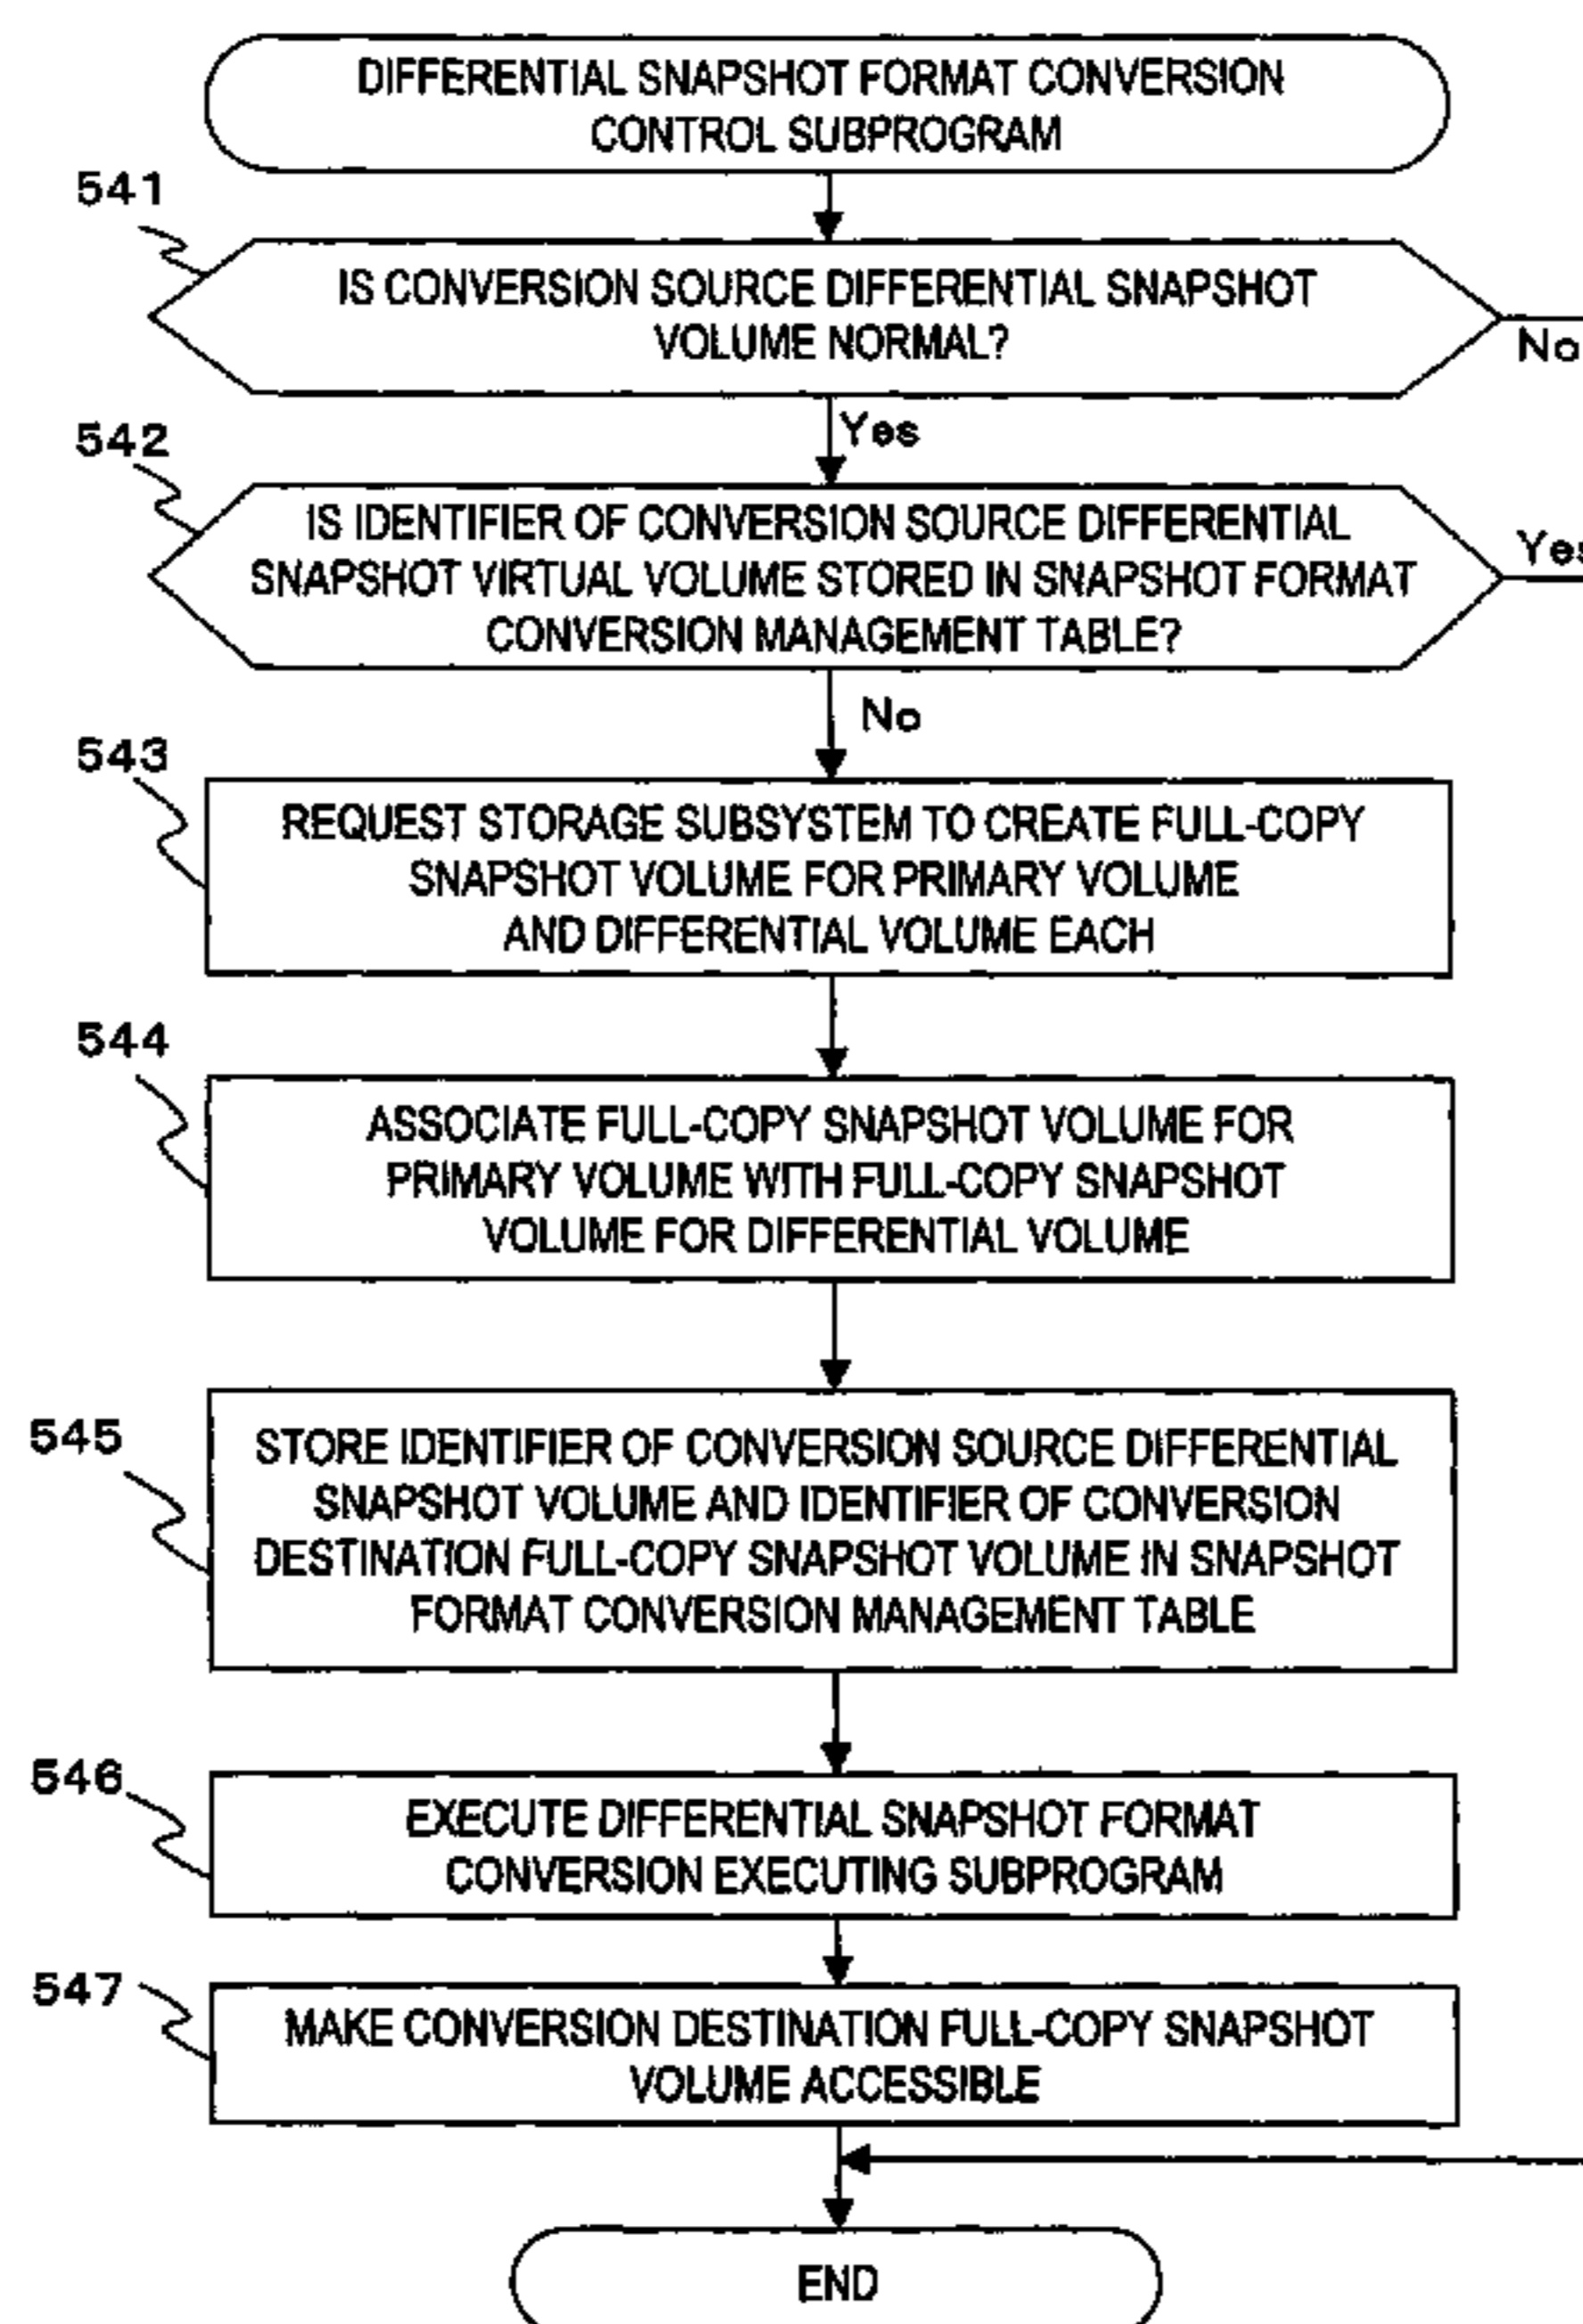 DIFFERENTIAL SNAPSHOT FORMAT CONVERSION
CONTROL SUBPROGRAM
541
IS CONVERSION SOURCE DIFFERENTIAL SNAPSHOT
VOLUME NORMAL?
No
Yes
542
IS IDENTIFIER OF CONVERSION SOURCE DIFFERENTIAL
SNAPSHOT VIRTUAL VOLUME STORED IN SNAPSHOT FORMAT
CONVERSION MANAGEMENT TABLE?
Yes
No
543
REQUEST STORAGE SUBSYSTEM TO CREATE FULL-COPY
SNAPSHOT VOLUME FOR PRIMARY VOLUME
AND DIFFERENTIAL VOLUME EACH
544
ASSOCIATE FULL-COPY SNAPSHOT VOLUME FOR
PRIMARY VOLUME WITH FULL-COPY SNAPSHOT
VOLUME FOR DIFFERENTIAL VOLUME
545
STORE IDENTIFIER OF CONVERSION SOURCE DIFFERENTIAL
SNAPSHOT VOLUME AND IDENTIFIER OF CONVERSION
DESTINATION FULL-COPY SNAPSHOT VOLUME IN SNAPSHOT
FORMAT CONVERSION MANAGEMENT TABLE
546
EXECUTE DIFFERENTIAL SNAPSHOT FORMAT
CONVERSION EXECUTING SUBPROGRAM
547
MAKE CONVERSION DESTINATION FULL-COPY SNAPSHOT
VOLUME ACCESSIBLE
END